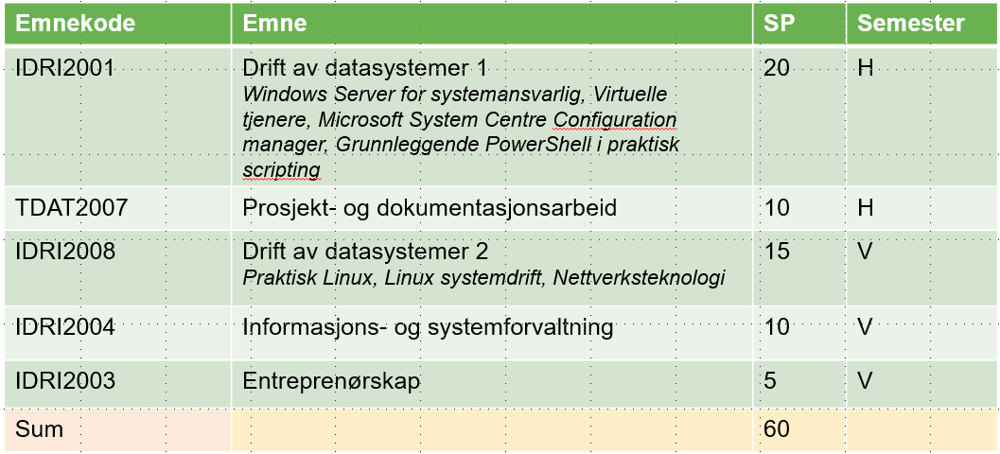 Emnekode Emne SP Semester
IDRI2001 Drift av datasystemer 1 20 H
Windows Server for systemansvarlig, Virtuelle
tjenere, Microsoft System Centre Configuration
manager, Grunnleggende PowerShell i praktisk
scripting
TDAT2007 Prosjekt- og dokumentasjonsarbeid 10 H
IDRI2008 Drift av datasystemer 2 15 V
Praktisk Linux, Linux systemdrift, Nettverksteknologi
IDRI2004 Informasjons- og systemforvaltning 10 V
IDRI2003 Entreprenørskap 5 V
Sum 60